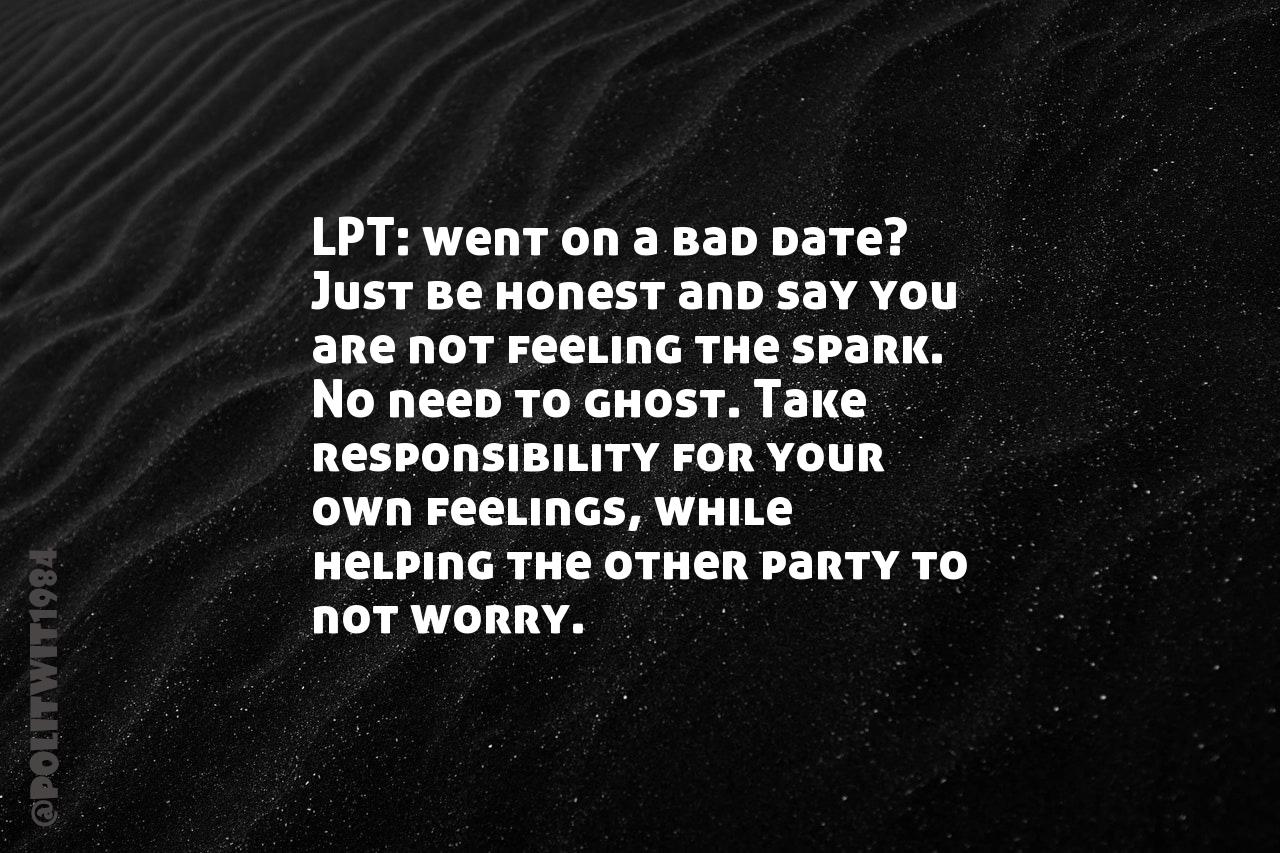 LPT: went on a bad date?
Just be honest and say you
are not feeling the spark.
No need to ghost. Take
responsibility for your
own feelings, while
helping the other party to
not worry.
@POLITWIT1984